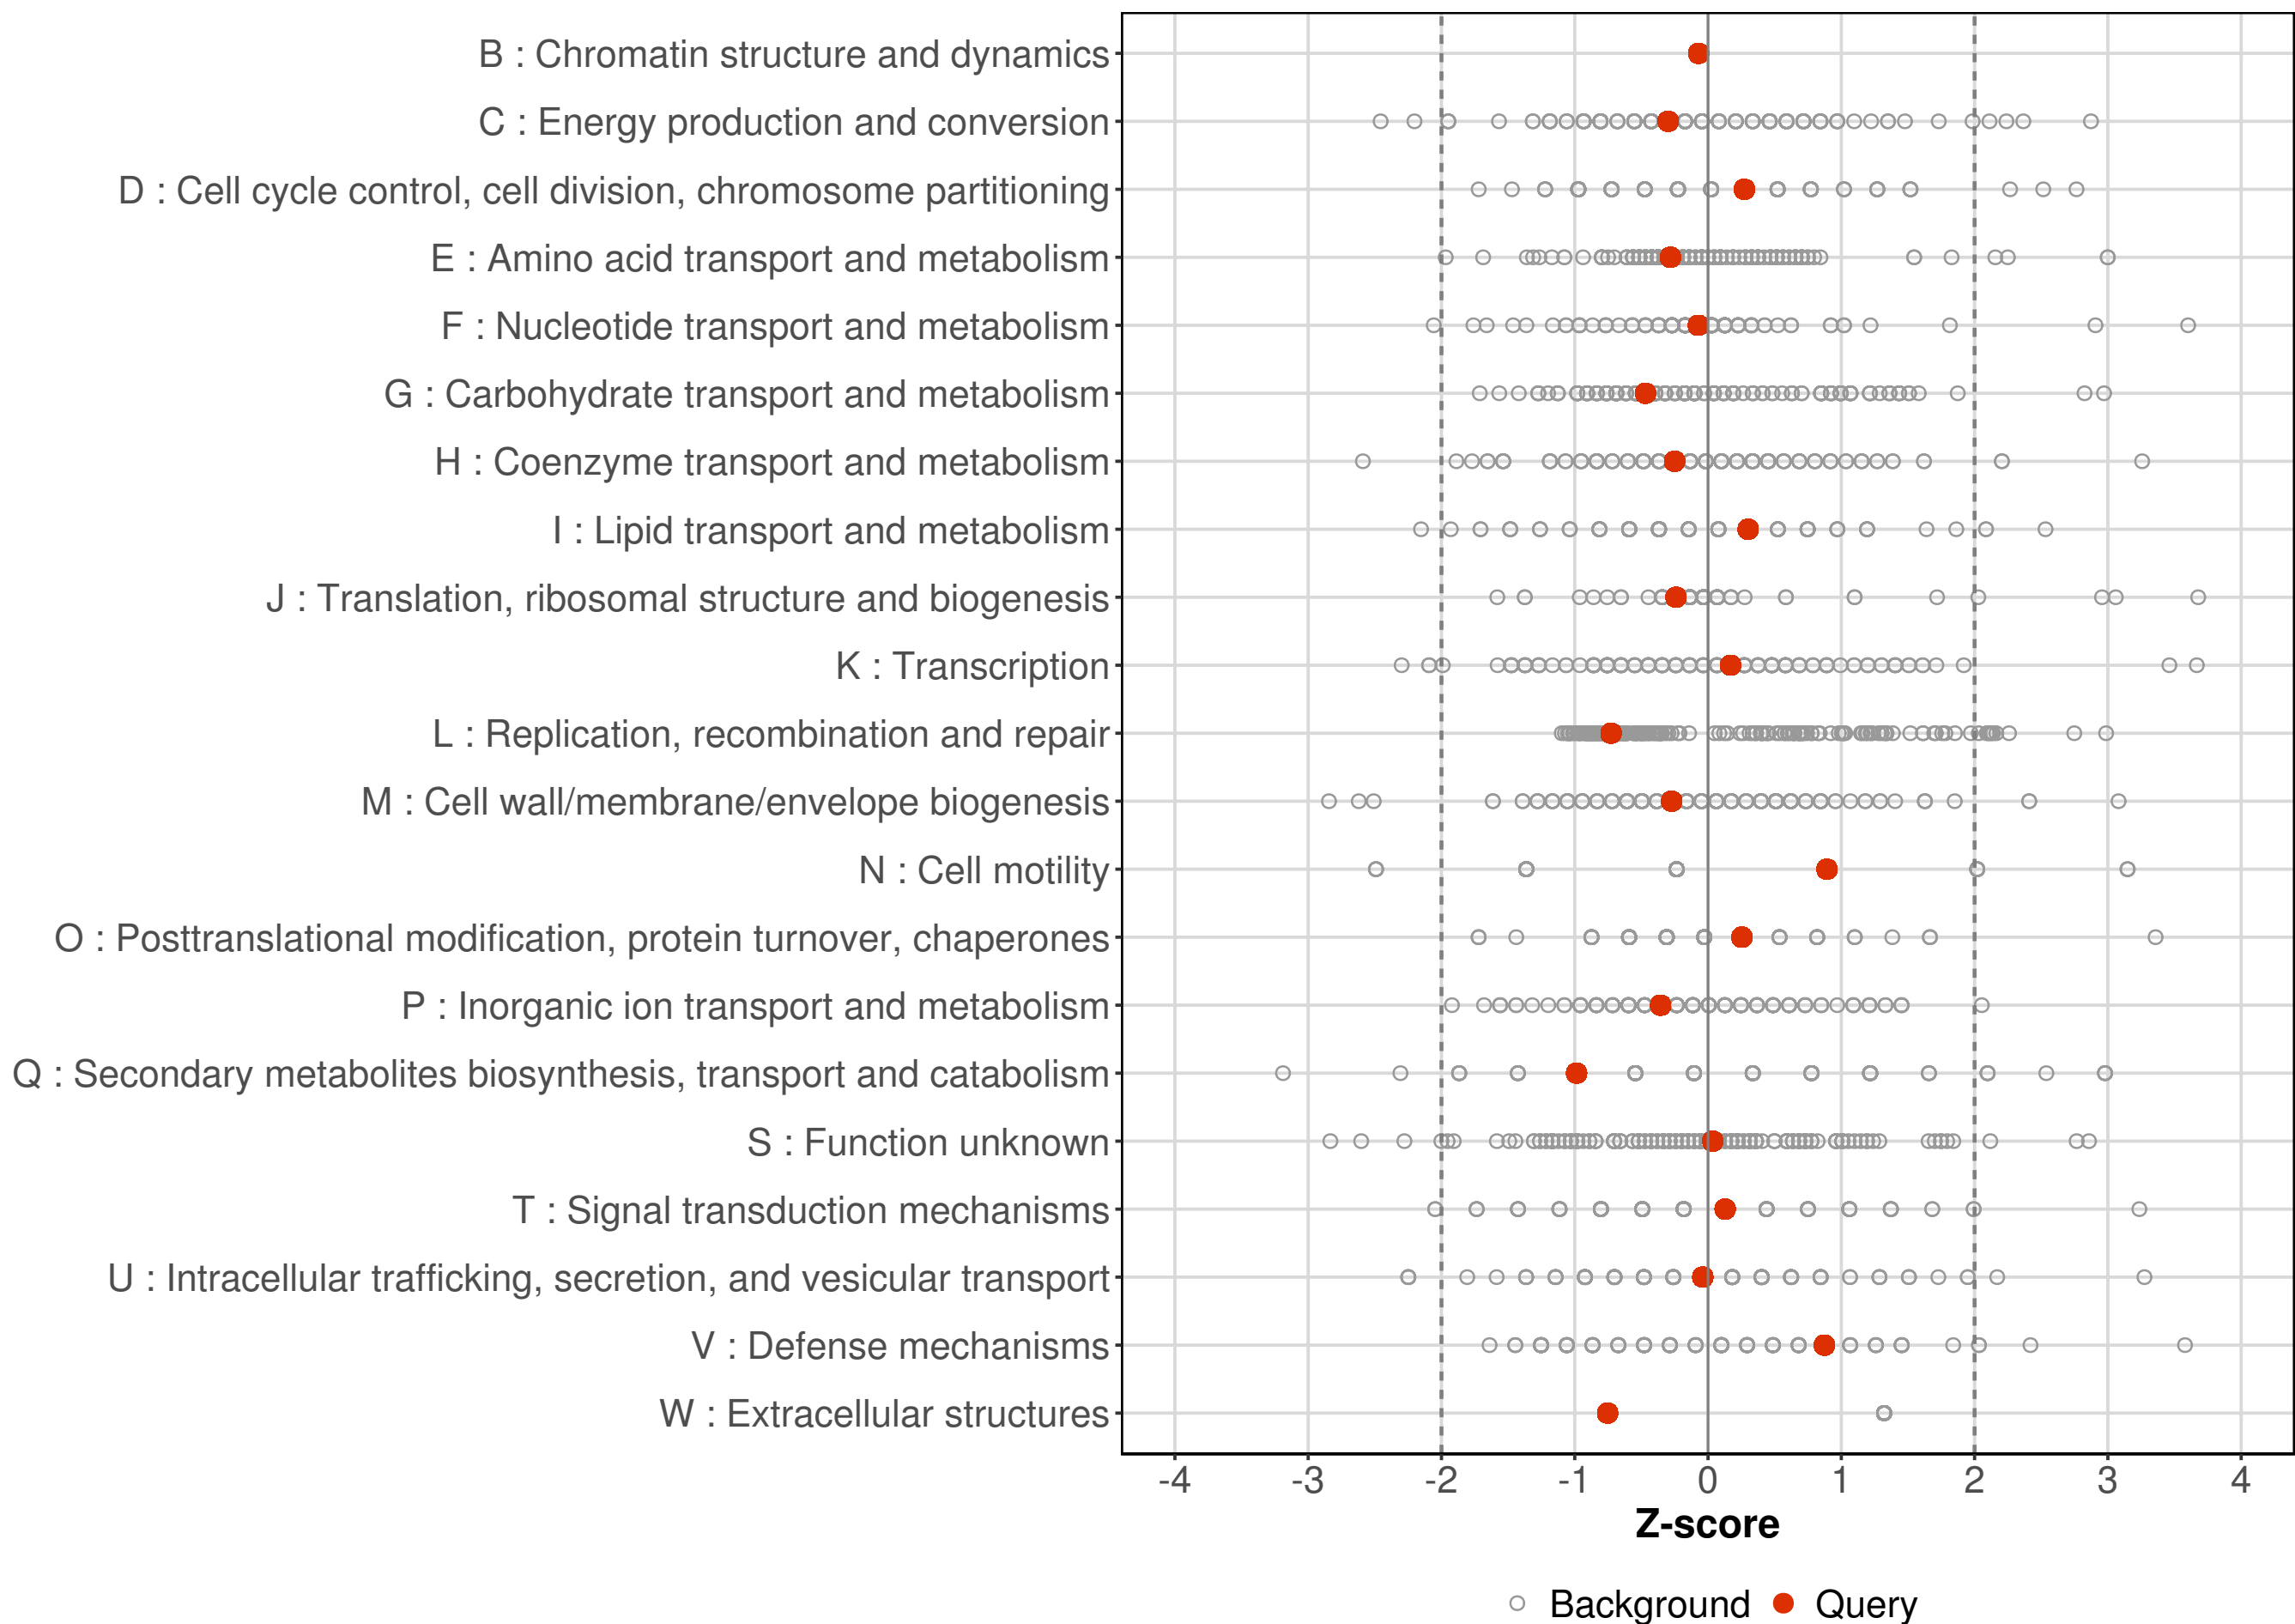 B : Chromatin structure and dynamics
C : Energy production and conversion
D : Cell cycle control, cell division, chromosome partitioning
E : Amino acid transport and metabolism
F : Nucleotide transport and metabolism
G : Carbohydrate transport and metabolism
H : Coenzyme transport and metabolism
I : Lipid transport and metabolism
J : Translation, ribosomal structure and biogenesis
K : Transcription
L : Replication, recombination and repair
M : Cell wall/membrane/envelope biogenesis
N : Cell motility
O : Posttranslational modification, protein turnover, chaperones
P : Inorganic ion transport and metabolism
Q : Secondary metabolites biosynthesis, transport and catabolism
S : Function unknown
T : Signal transduction mechanisms
U : Intracellular trafficking, secretion, and vesicular transport
V : Defense mechanisms
W : Extracellular structures
-4 -3 -2 -1 0 1 2 3 4
Z-score
Background Query